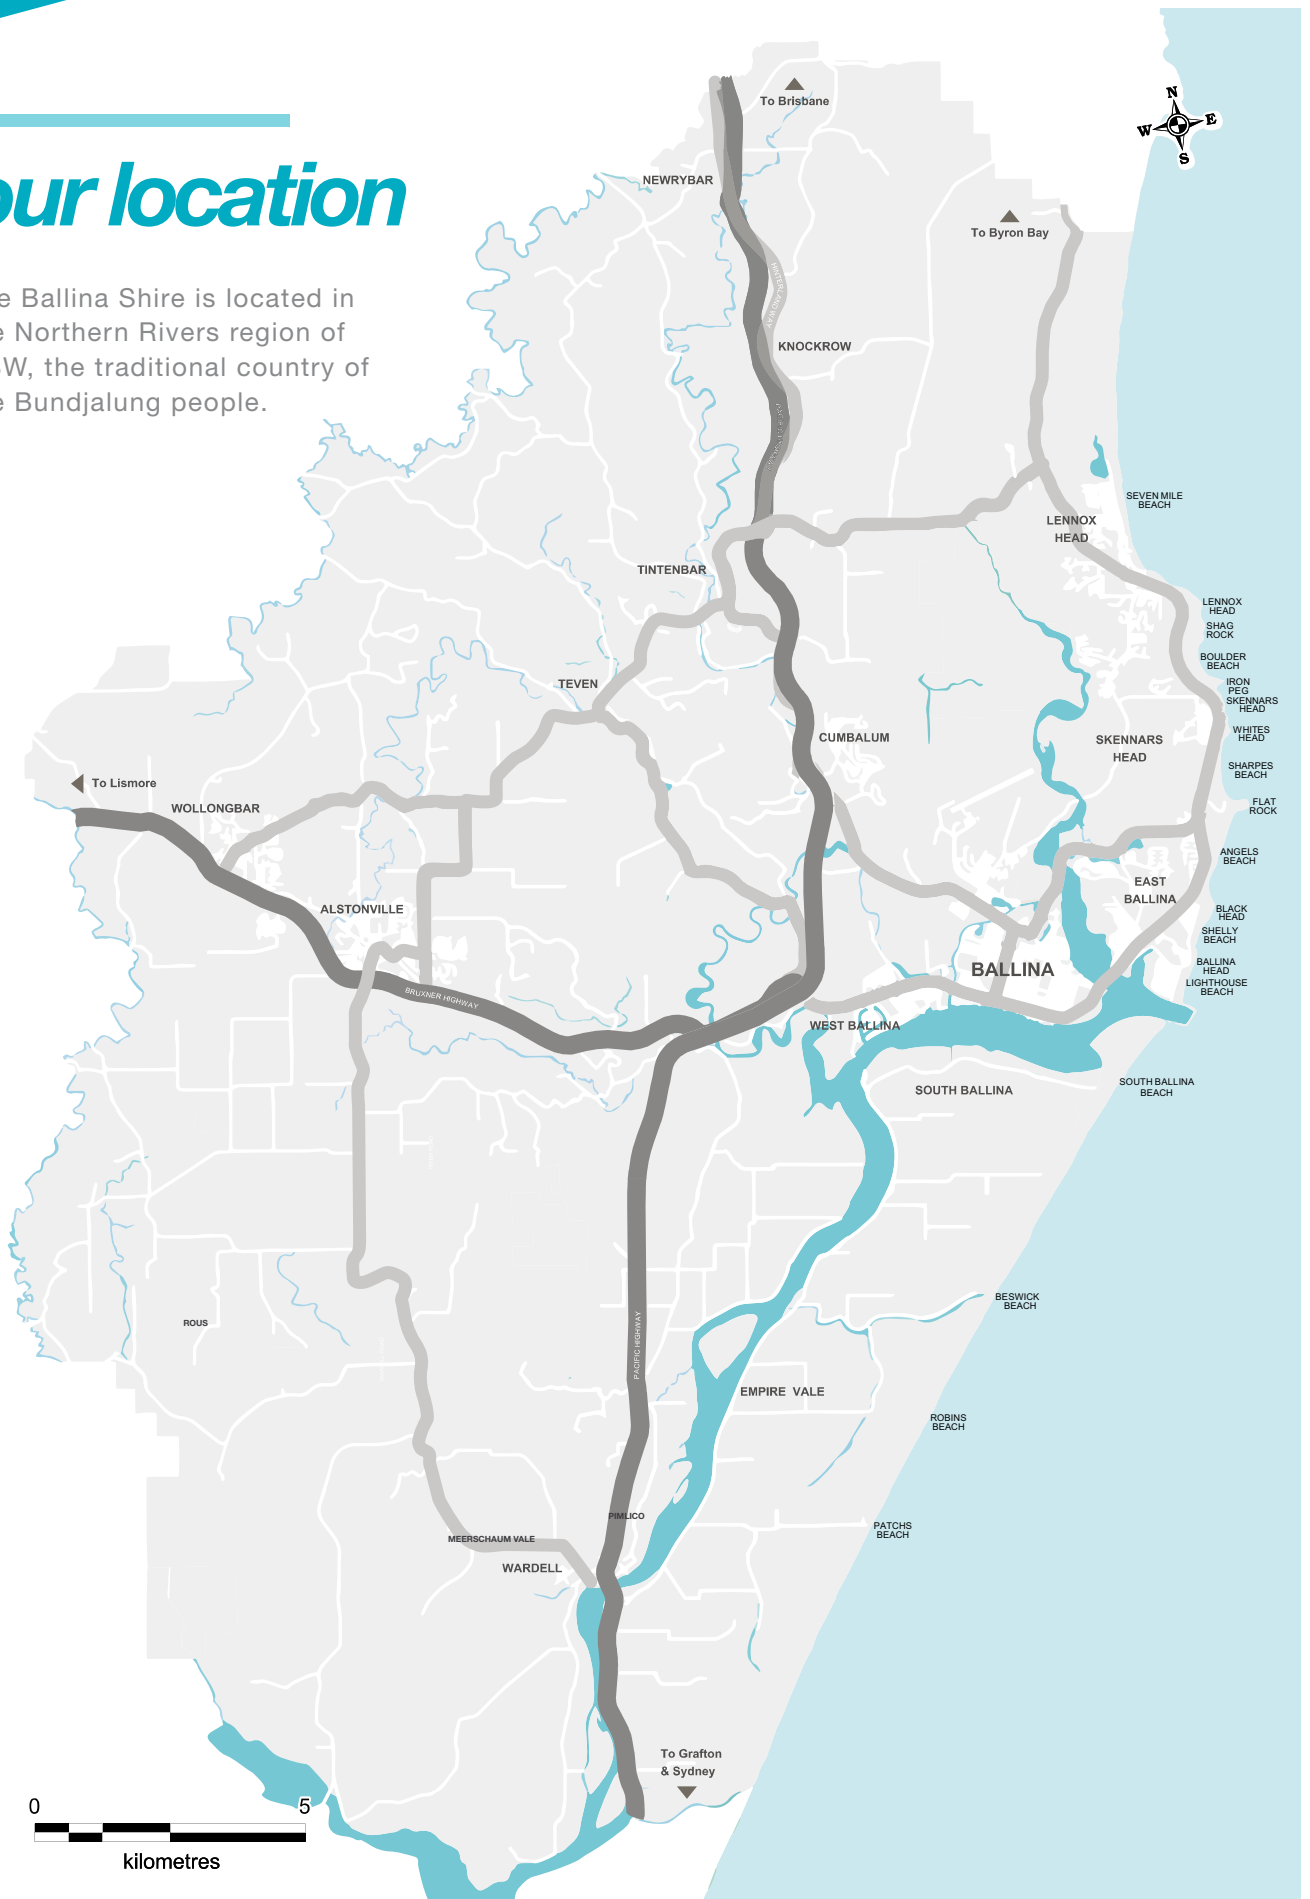 our location
e Ballina Shire is located in
e Northern Rivers region of
SW, the traditional country of
e Bundjalung people.
To Brisbane
N
W
E
S
NEWRYBAR
To Byron Bay
HINTERLAND WAY
KNOCKROW
PACIFIC HIGHWAY
SEVEN MILE
BEACH
LENNOX
HEAD
TINTENBAR
LENNOX
HEAD
SHAG
ROCK
BOULDER
BEACH
TEVEN
IRON
PEG
SKENNARS
HEAD
WHITES
HEAD
CUMBALUM
SKENNARS
HEAD
SHARPES
BEACH
To Lismore
WOLLONGBAR
FLAT
ROCK
ANGELS
BEACH
EAST
BALLINA
ALSTONVILLE
BLACK
HEAD
SHELLY
BEACH
BALLINA
BALLINA
HEAD
LIGHTHOUSE
BEACH
BRUXNER HIGHWAY
WEST BALLINA
SOUTH BALLINA
SOUTH BALLINA
BEACH
BESWICK
BEACH
ROUS
PACIFIC HIGHWAY
EMPIRE VALE
ROBINS
BEACH
PIMLICO
PATCHS
BEACH
MEERSCHAUM VALE
WARDELL
To Grafton
& Sydney
0
5
kilometres